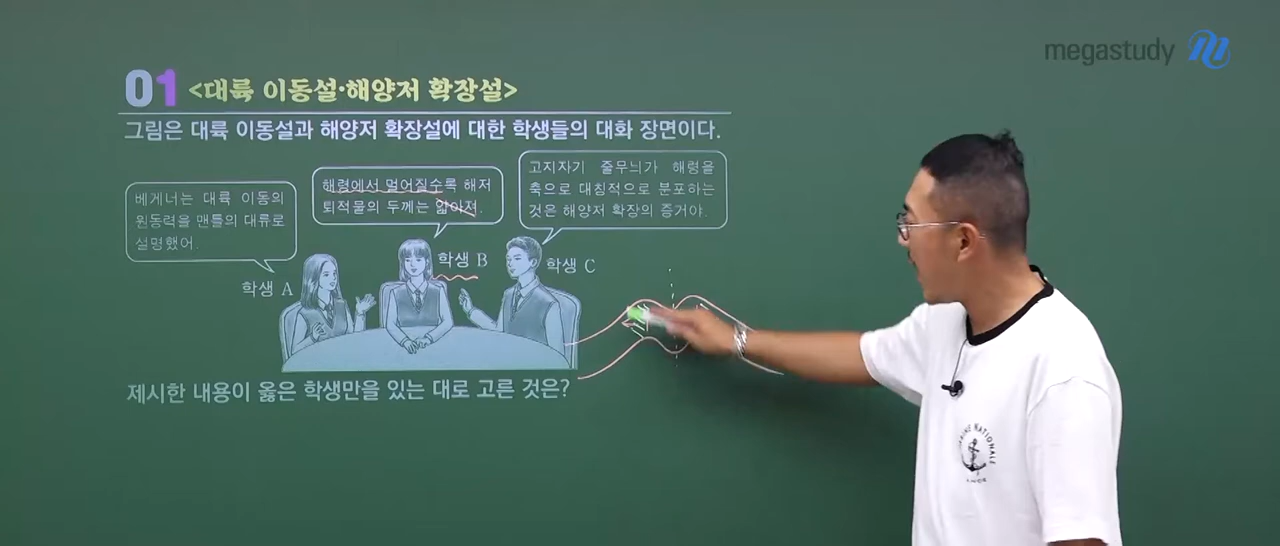 megastudy
01 <대륙 이동설·해양저 확장설>
그림은 대륙 이동설과 해양저 확장설에 대한 학생들의 대화 장면이다.
베게너는 대륙 이동의
원동력을 맨틀의 대류로
설명했어.
해령에서 멀어질수록 해저
퇴적물의 두께는 얇아져.
고지자기 줄무늬가 해령을
축으로 대칭적으로 분포하는
것은 해양저 확장의 증거야.
학생 A
학생 B
학생 C
제시한 내용이 옳은 학생만을 있는 대로 고른 것은?